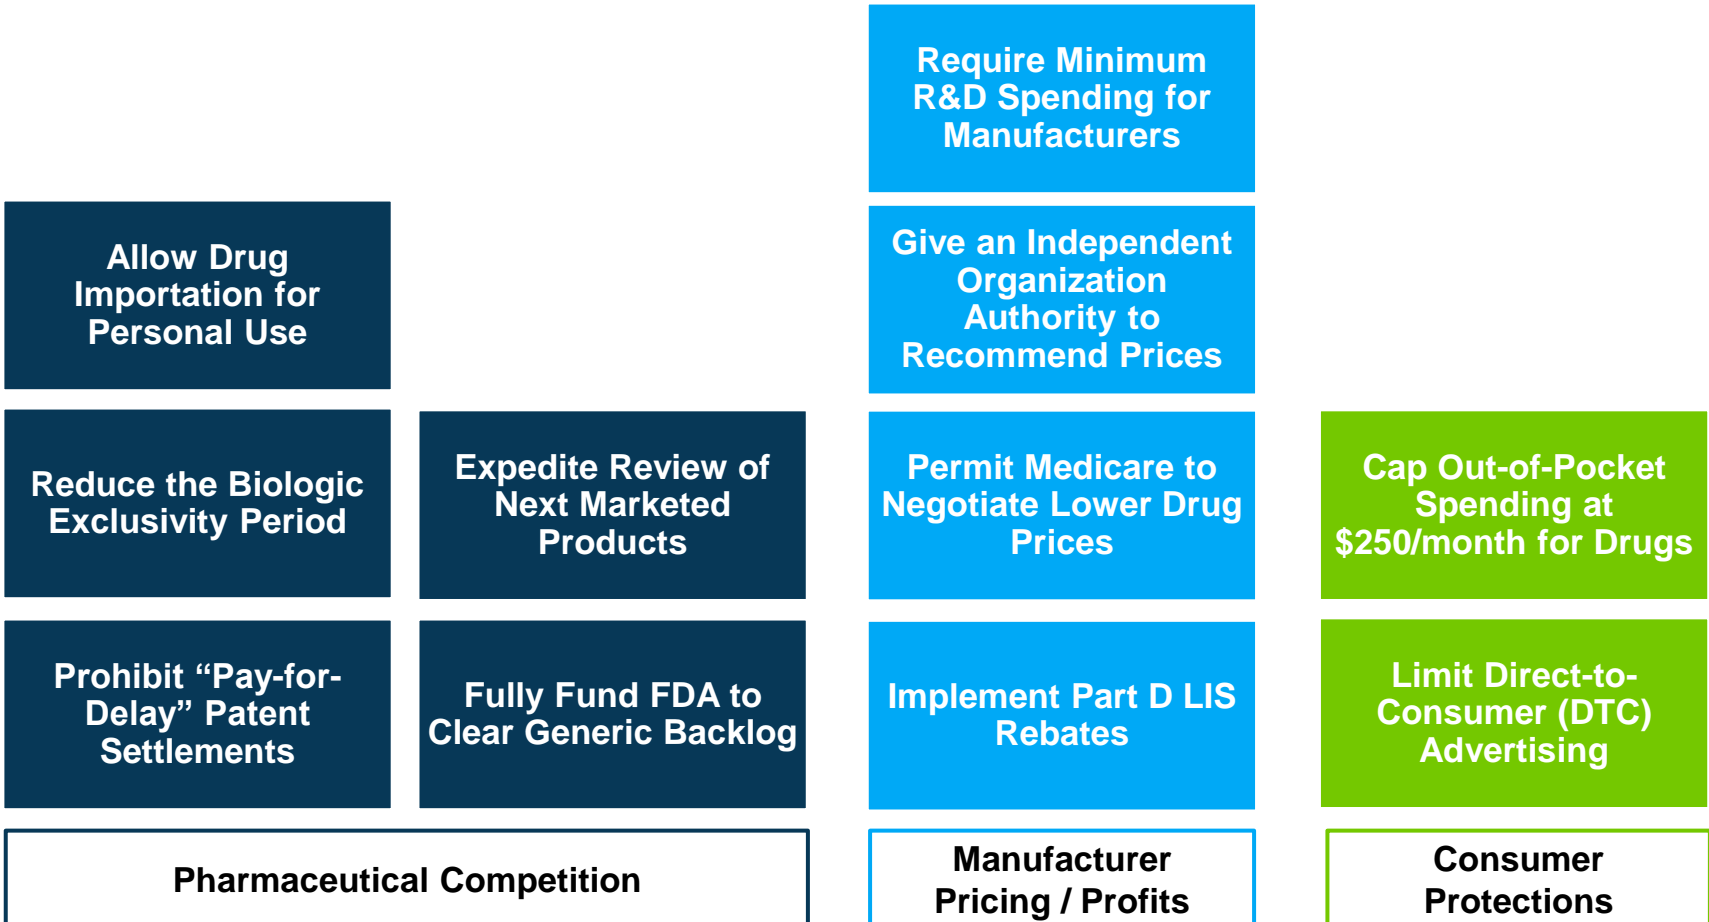 Require Minimum
R&D Spending for
Manufacturers
Allow Drug
Importation for
Personal Use
Give an Independent
Organization
Authority to
Recommend Prices
Reduce the Biologic
Exclusivity Period
Expedite Review of
Next Marketed
Products
Permit Medicare to
Negotiate Lower Drug
Prices
Cap Out-of-Pocket
Spending at
$250/month for Drugs
Prohibit “Pay-for-
Delay” Patent
Settlements
Fully Fund FDA to
Clear Generic Backlog
Implement Part D LIS
Rebates
Limit Direct-to-
Consumer (DTC)
Advertising
Pharmaceutical Competition
Manufacturer
Pricing / Profits
Consumer
Protections